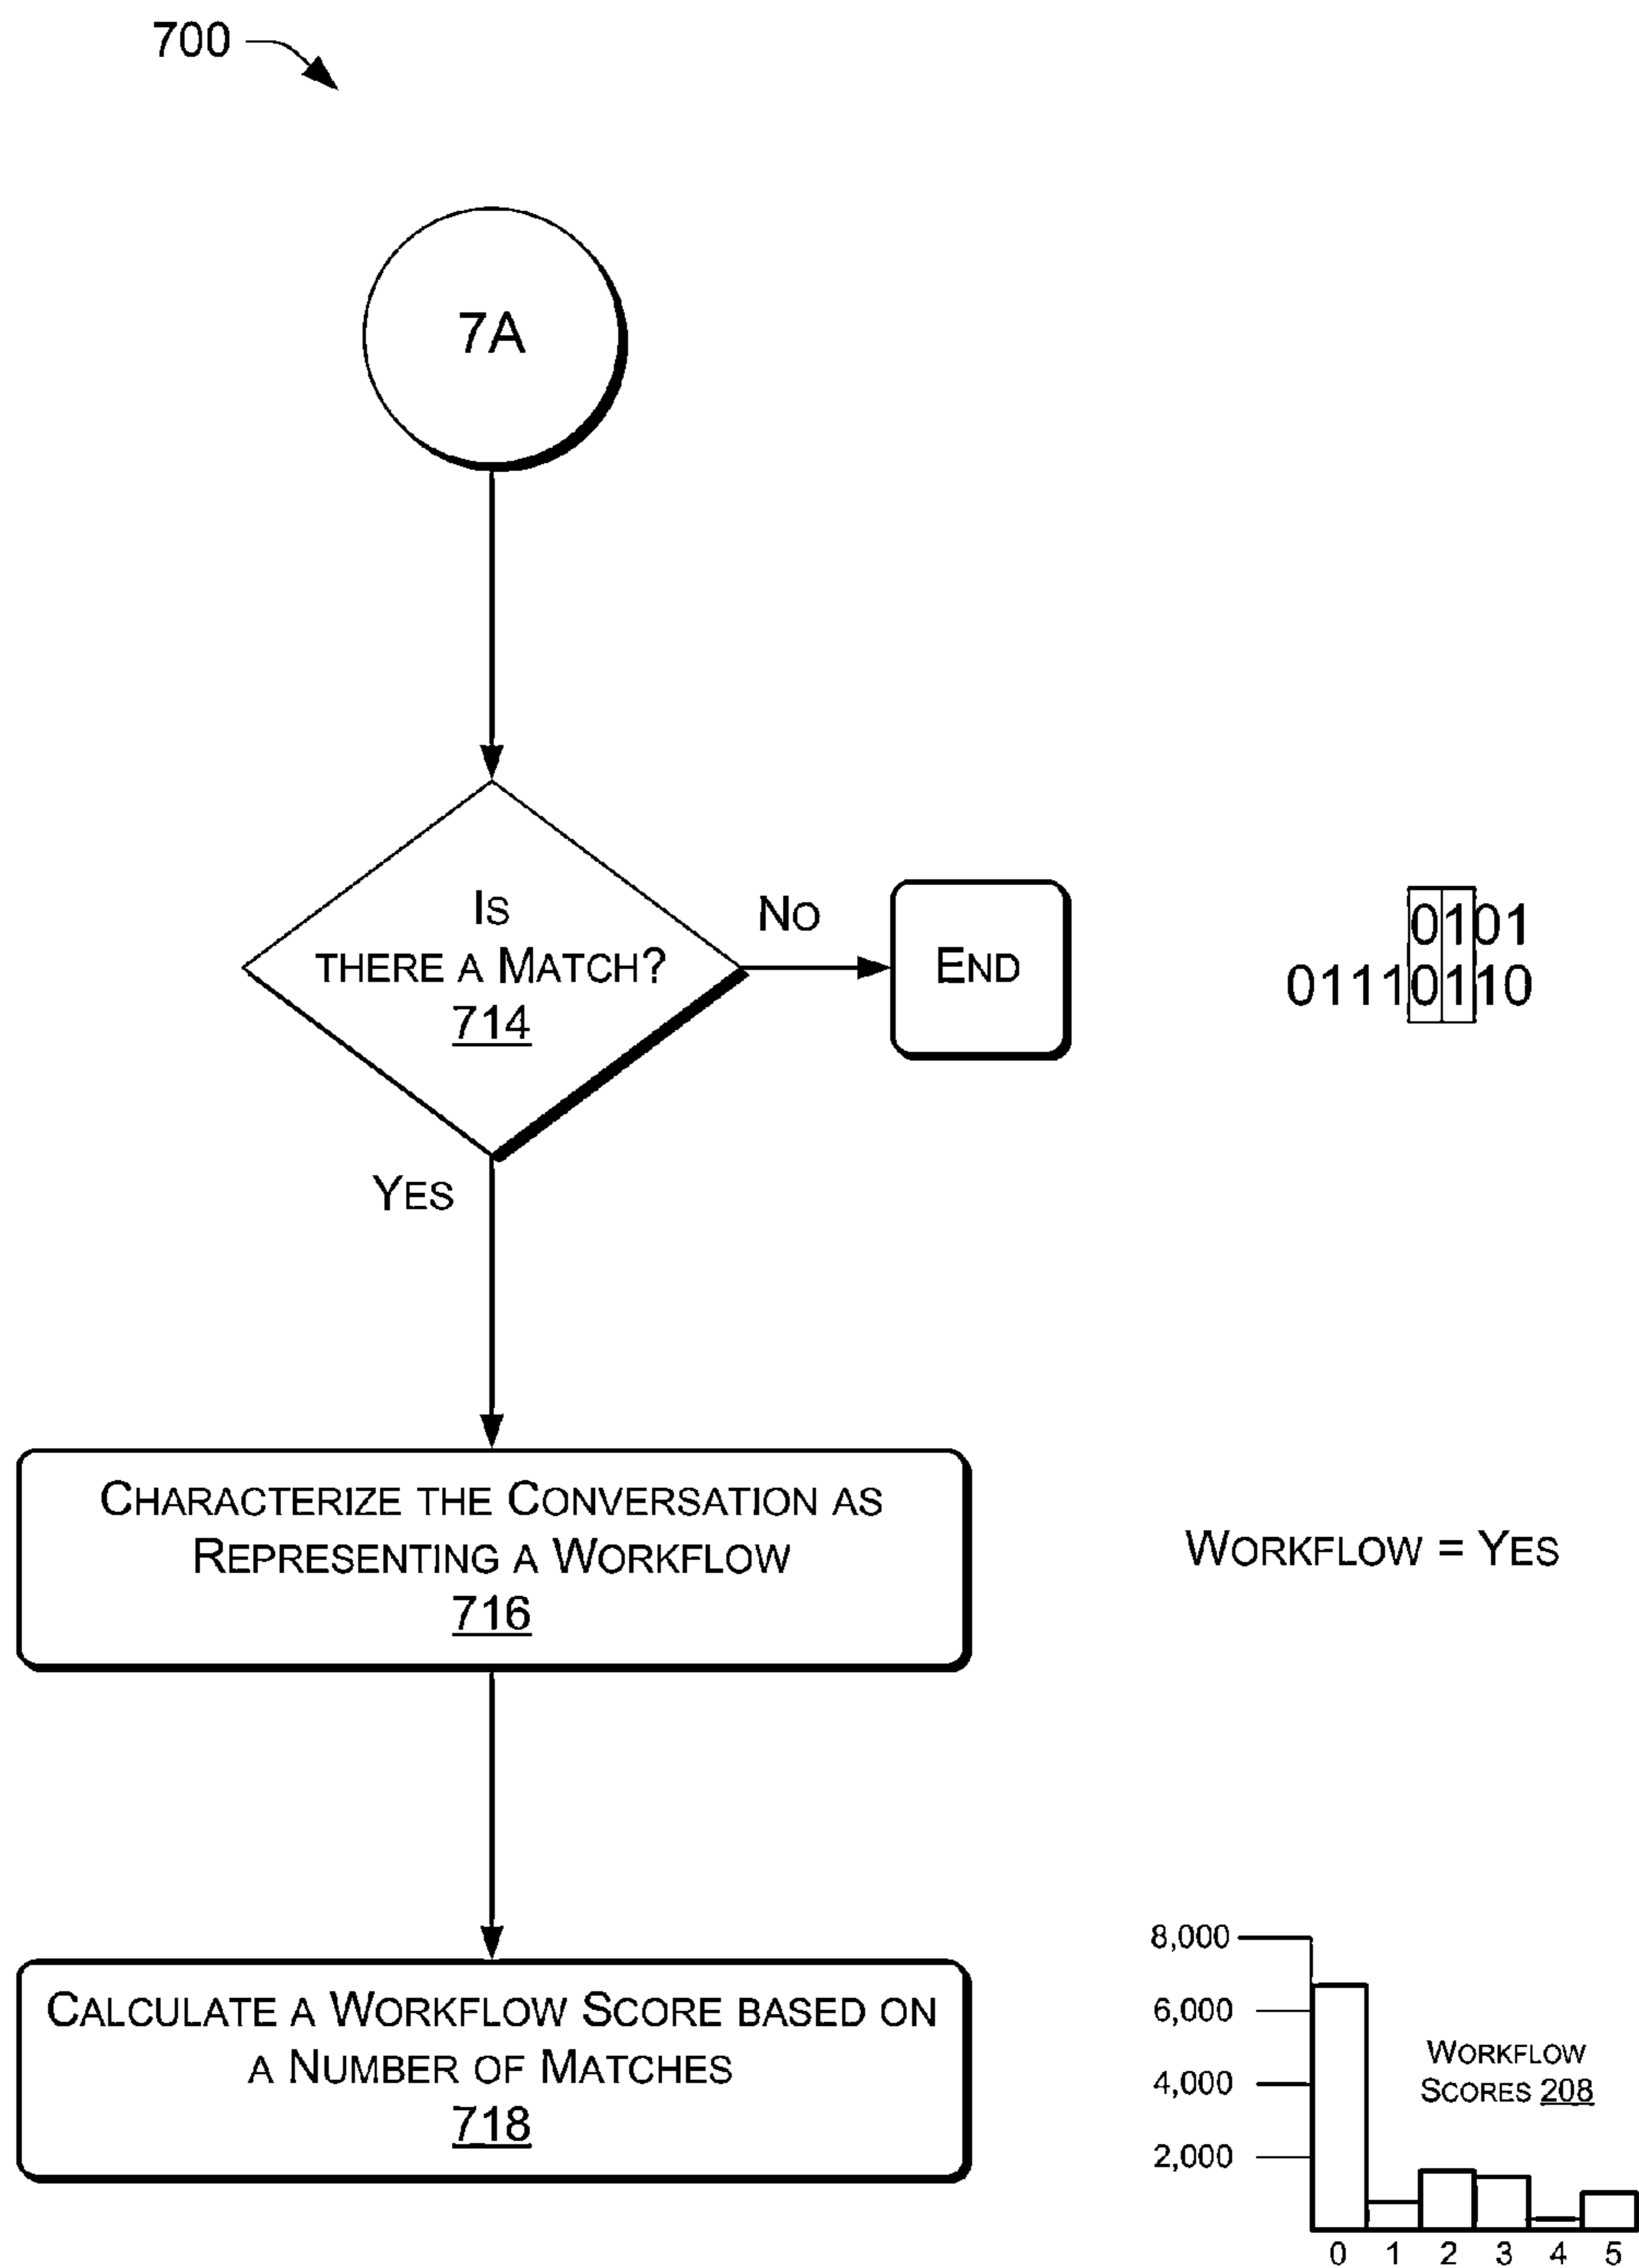 700
7A
IS
THERE A MATCH?
714
NO
END
0101
01110110
YES
CHARACTERIZE THE CONVERSATION AS
REPRESENTING A WORKFLOW
716
WORKFLOW = YES
CALCULATE A WORKFLOW SCORE BASED ON
A NUMBER OF MATCHES
718
8,000
6,000
4,000
2,000
WORKFLOW
SCORES 208
0 1 2 3 4 5